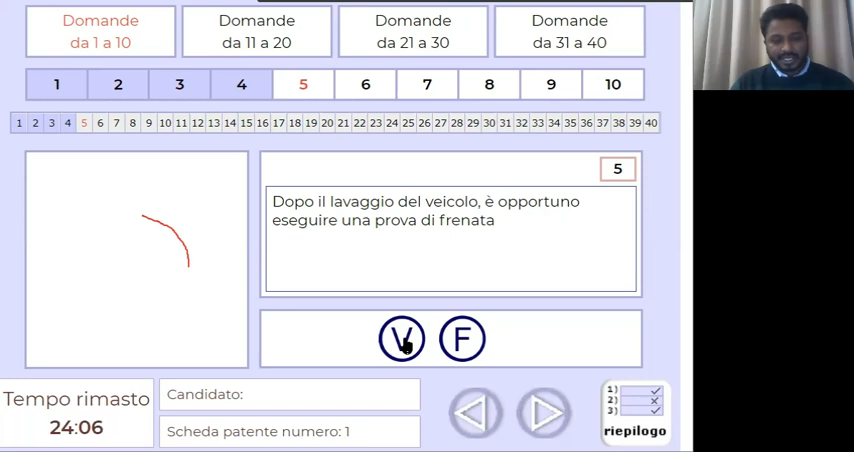 Domande
da 1 a 10
Domande
da 11 a 20
Domande
da 21 a 30
Domande
da 31 a 40
1 2 3 4 5 6 7 8 9 10
1 2 3 4 5 6 7 8 9 10 11 12 13 14 15 16 17 18 19 20 21 22 23 24 25 26 27 28 29 30 31 32 33 34 35 36 37 38 39 40
5
Dopo il lavaggio del veicolo, è opportuno
eseguire una prova di frenata
V F
Tempo rimasto
24:06
Candidato:
Scheda patente numero: 1
1)
2)
3)
riepilogo